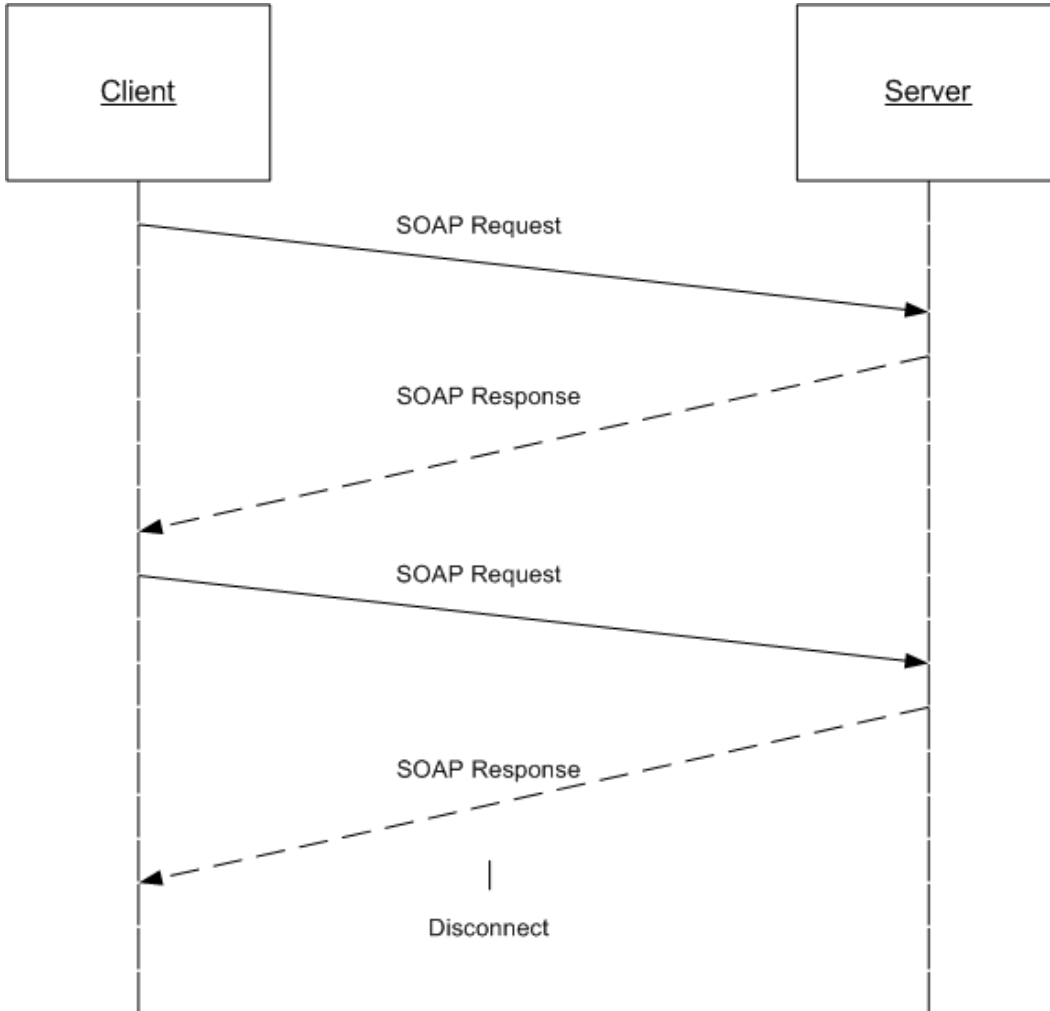 Client
Server
SOAP Request
SOAP Response
SOAP Request
SOAP Response
Disconnect